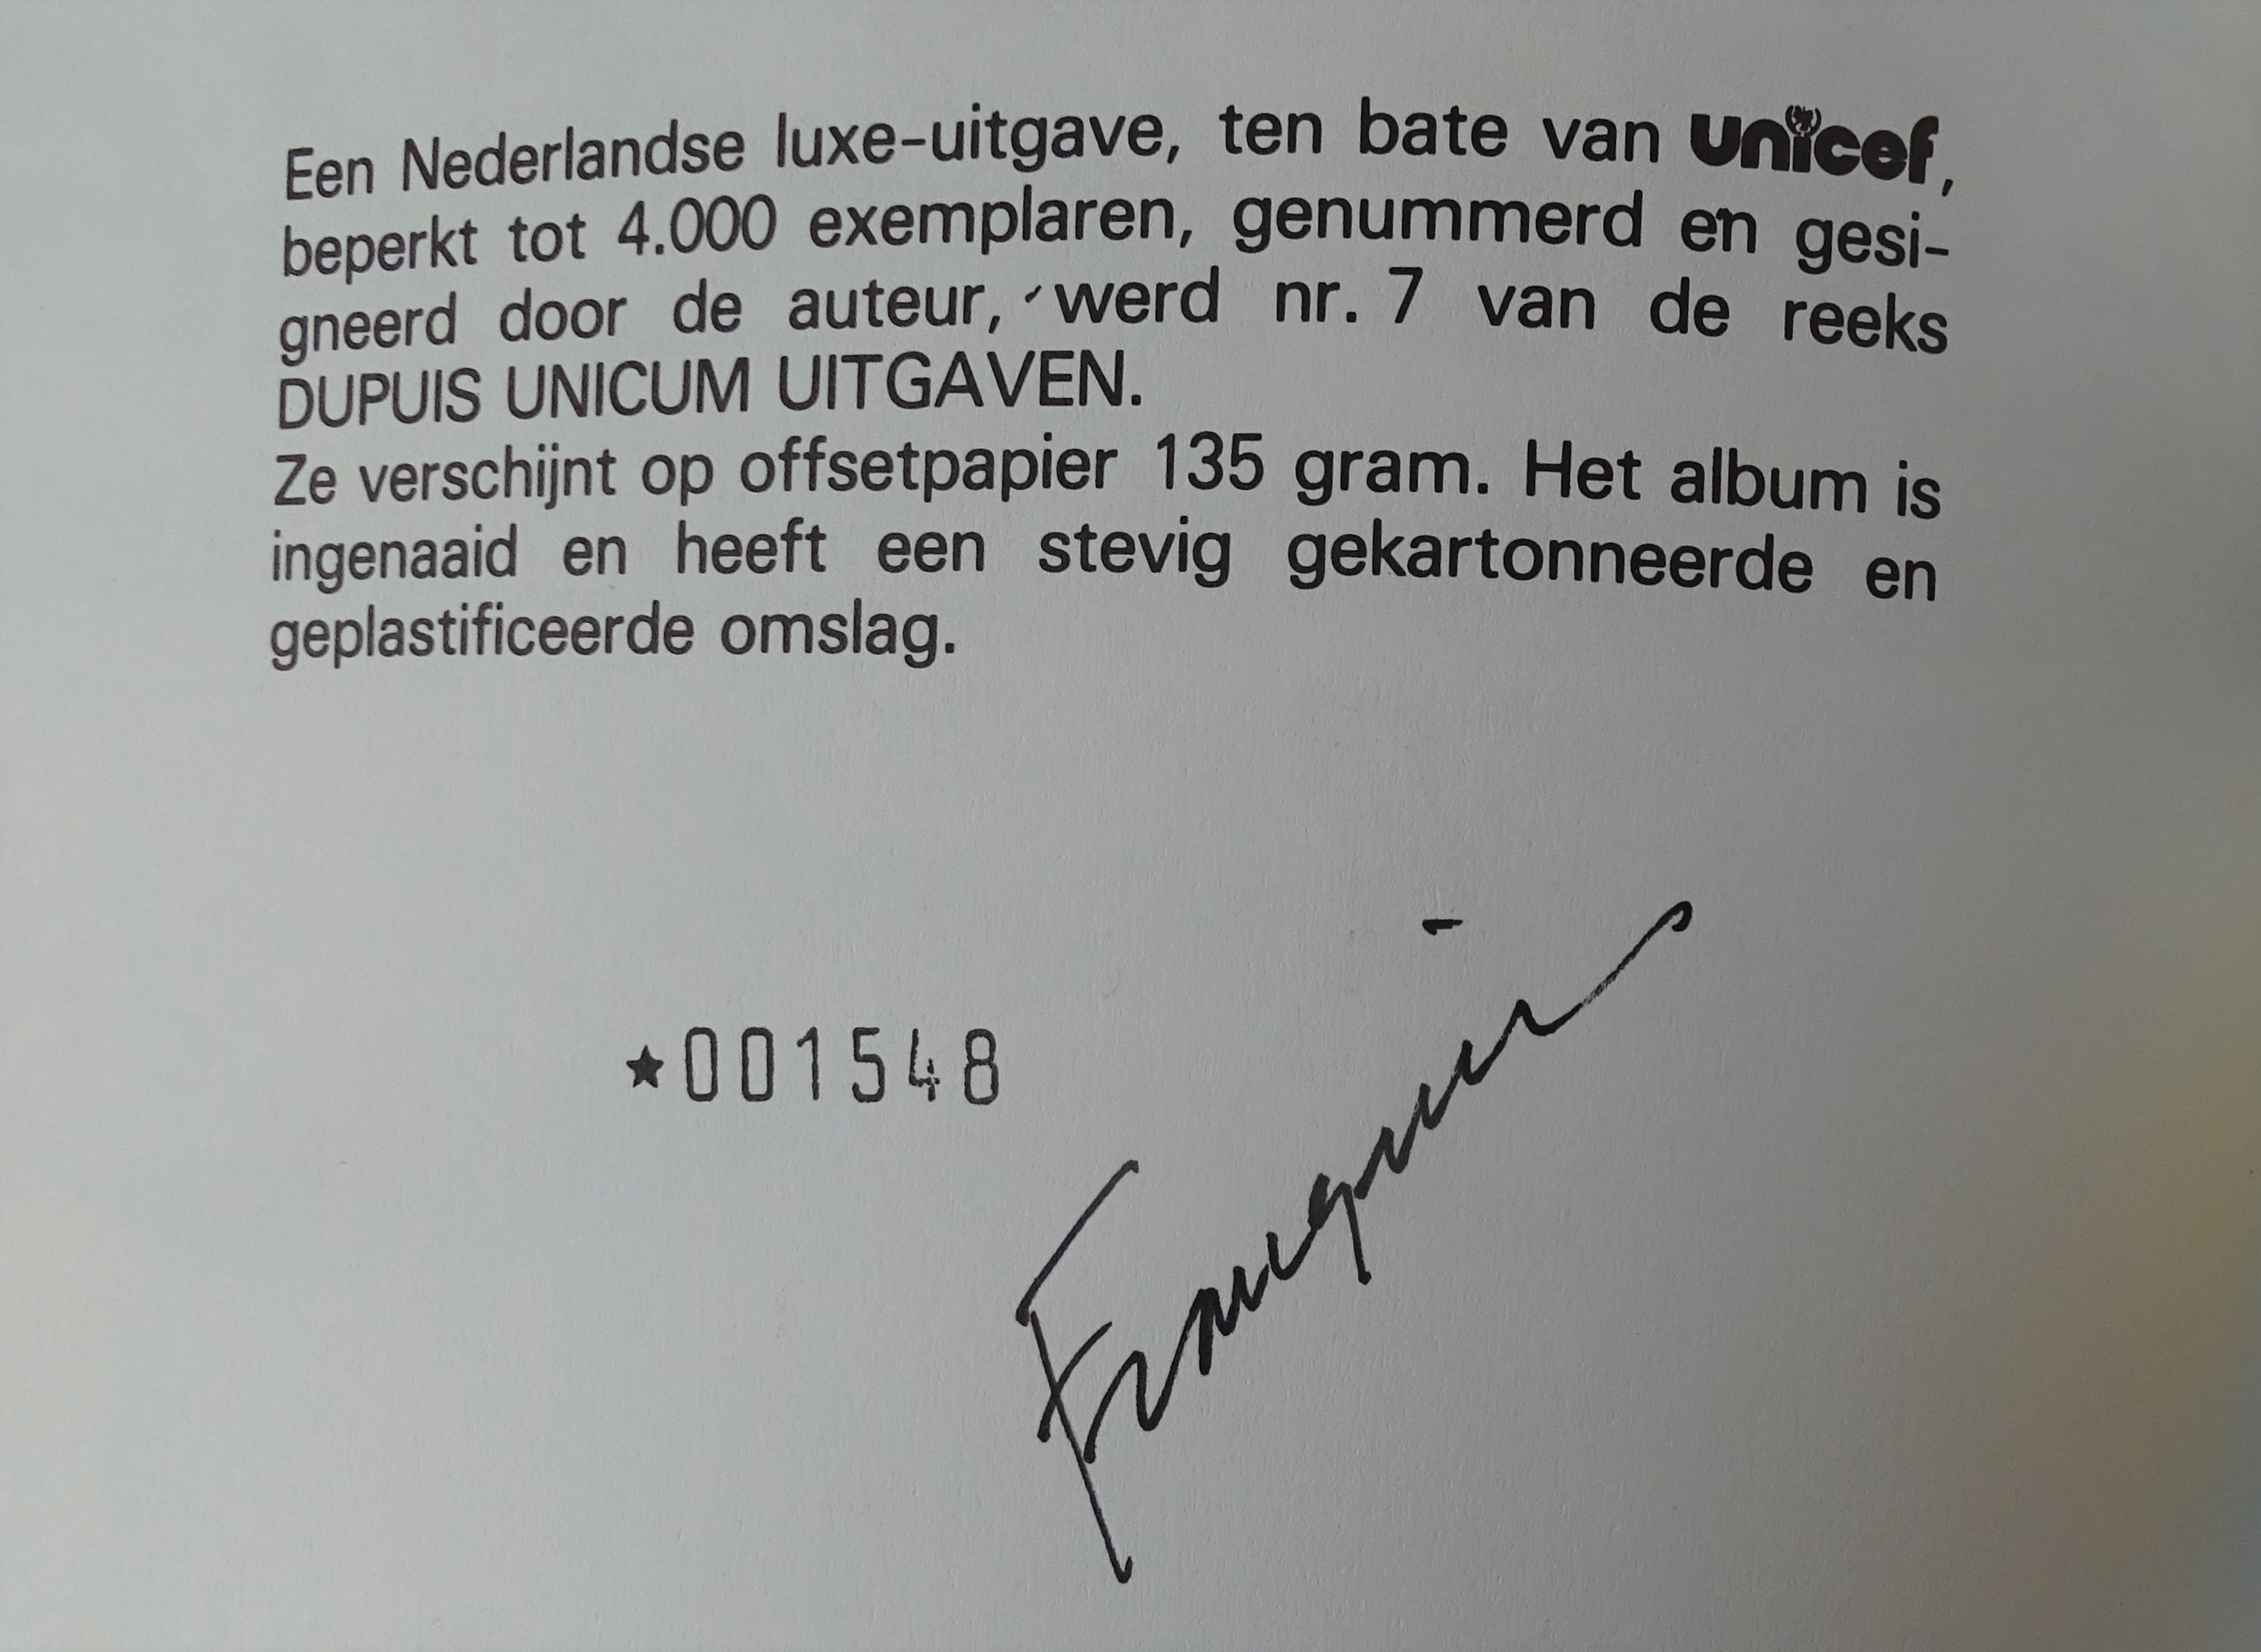 Een Nederlandse luxe-uitgave, ten bate van unicef,
beperkt tot 4.000 exemplaren, genummerd en gesi-
gneerd door de auteur, werd nr. 7 van de reeks
DUPUIS UNICUM UITGAVEN.
Ze verschijnt op offsetpapier 135 gram. Het album is
ingenaaid en heeft een stevig gekartonneerde en
geplastificeerde omslag.
★001548
Franquin